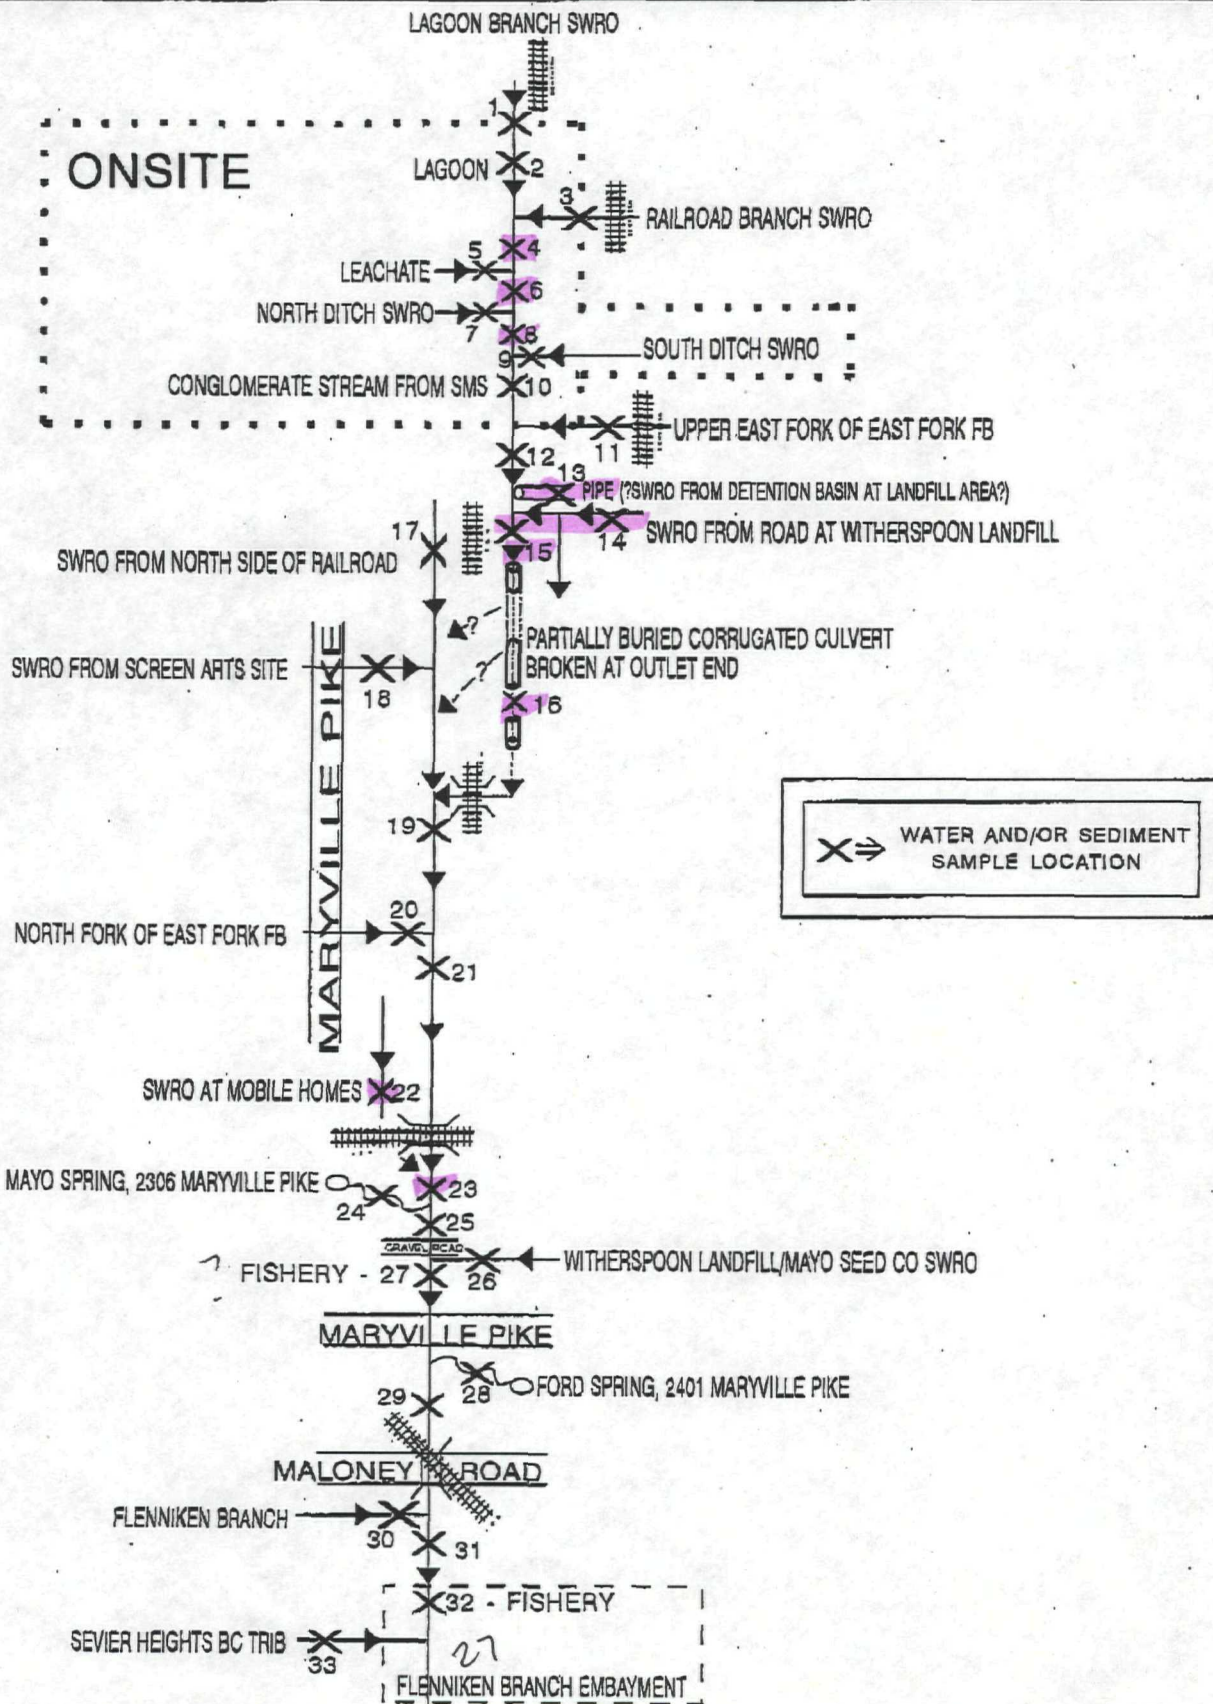 LAGOON BRANCH SWRO
1
ONSITE
LAGOON 2
3
RAILROAD BRANCH SWRO
4
5
LEACHATE
6
NORTH DITCH SWRO
7
8
SOUTH DITCH SWRO
9
CONGLOMERATE STREAM FROM SMS 10
UPPER EAST FORK OF EAST FORK FB
11
12
13
PIPE (?SWRO FROM DETENTION BASIN AT LANDFILL AREA?)
14
SWRO FROM ROAD AT WITHERSPOON LANDFILL
15
17
SWRO FROM NORTH SIDE OF RAILROAD
?
PARTIALLY BURIED CORRUGATED CULVERT
BROKEN AT OUTLET END
?
SWRO FROM SCREEN ARTS SITE
18
MARYVILLE PIKE
16
19
WATER AND/OR SEDIMENT
SAMPLE LOCATION
20
NORTH FORK OF EAST FORK FB
21
SWRO AT MOBILE HOMES 22
MAYO SPRING, 2306 MARYVILLE PIKE
23
24
25
GRAVEL ROAD
WITHERSPOON LANDFILL/MAYO SEED CO SWRO
26
? FISHERY - 27
MARYVILLE PIKE
28
FORD SPRING, 2401 MARYVILLE PIKE
29
MALONEY ROAD
FLENNIKEN BRANCH
30
31
32 - FISHERY
SEVIER HEIGHTS BC TRIB
33
27
FLENNIKEN BRANCH EMBAYMENT